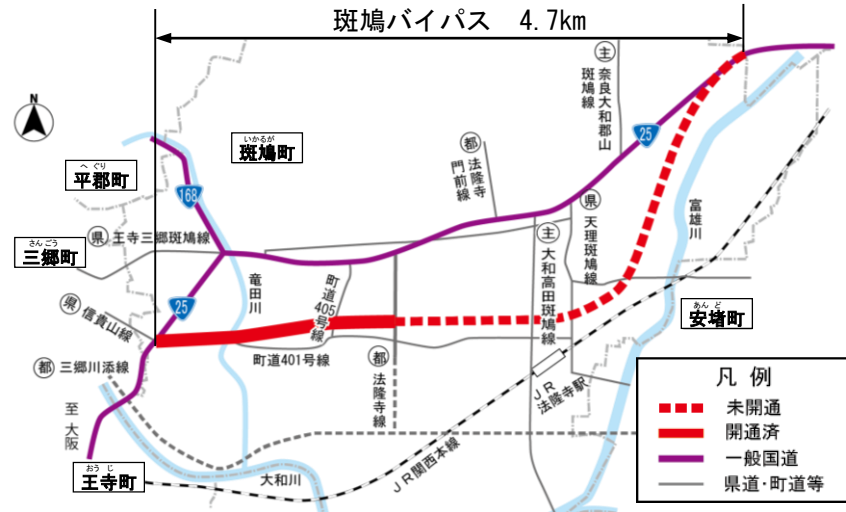 斑鳩バイパス 4.7km
N
いかるが
斑鳩町
へぐり
平郡町
さんごう
三郷町
あんど
安堵町
おうじ
王寺町
168
25
25
主 奈良大和郡山
斑鳩線
都 法隆寺
門前線
県 天理斑鳩線
主 大和高田斑鳩線
富雄川
県 王寺三郷斑鳩線
竜田川
町道
405
号線
県 信貴山線
都 三郷川添線
町道401号線
都 法隆寺線
至 大阪
大和川
JR関西本線
JR
法隆寺駅
凡例
未開通
開通済
一般国道
県道・町道等